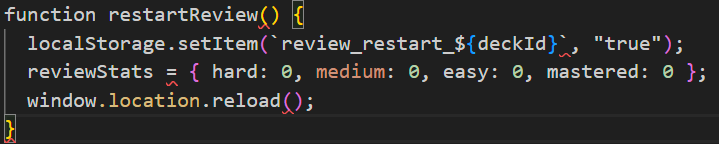 function restartReview() {
localStorage.setItem(`review_restart_${deckId}`, "true");
reviewStats = { hard: 0, medium: 0, easy: 0, mastered: 0 };
window.location.reload();
}